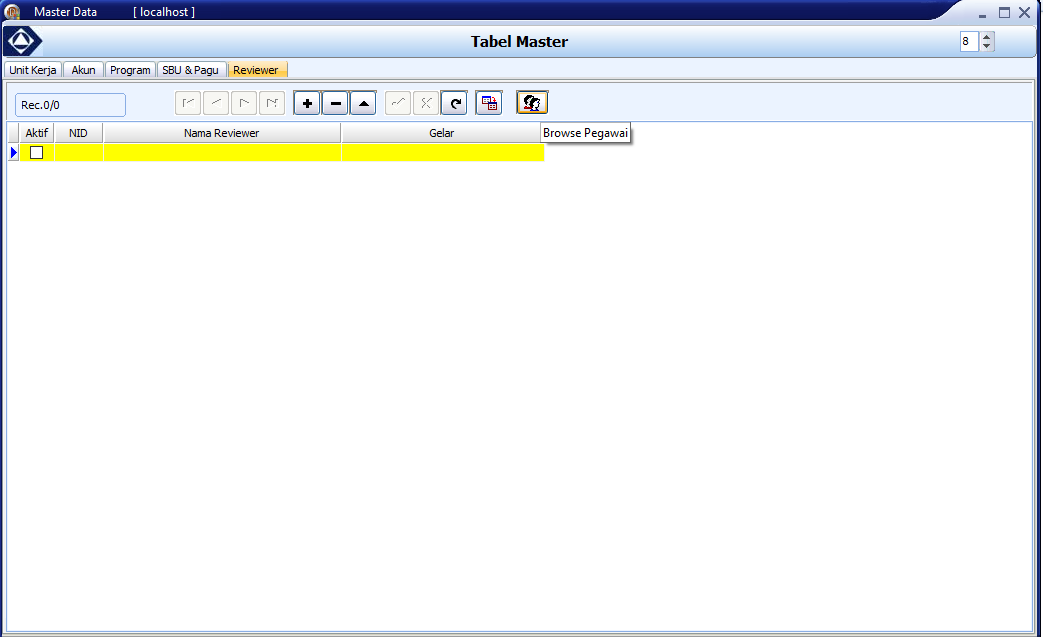 Master Data [ localhost ]
Tabel Master
8
Unit Kerja Akun Program SBU & Pagu Reviewer
Rec.0/0
Aktif NID Nama Reviewer Gelar Browse Pegawai